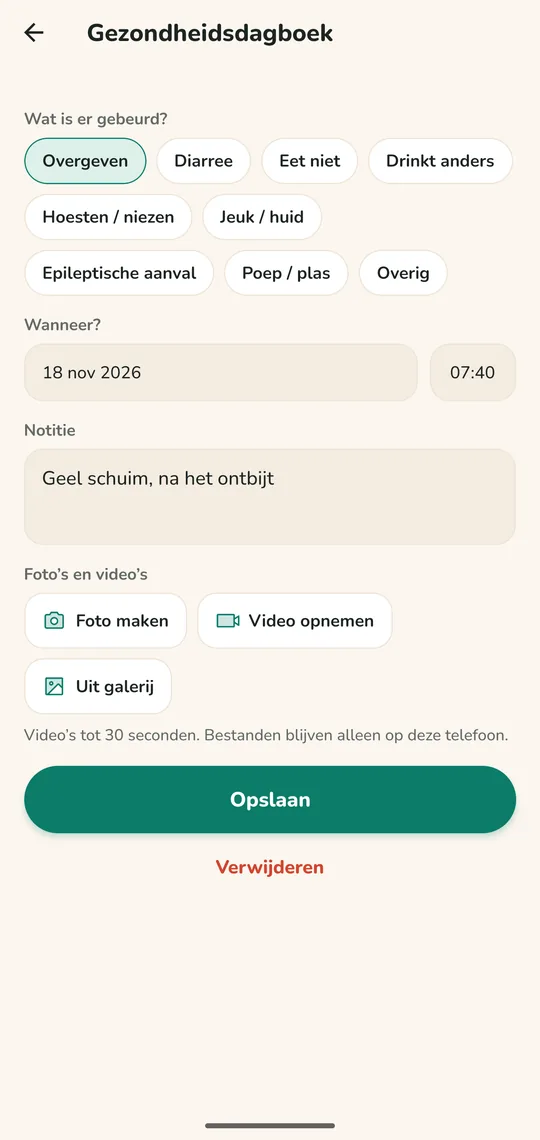 Gezondheidsdagboek
Wat is er gebeurd?
Overgeven Diarree Eet niet Drinkt anders
Hoesten / niezen Jeuk / huid
Epileptische aanval Poep / plas Overig
Wanneer?
18 nov 2026 07:40
Notitie
Geel schuim, na het ontbijt
Foto’s en video’s
Foto maken Video opnemen
Uit galerij
Video’s tot 30 seconden. Bestanden blijven alleen op deze telefoon.
Opslaan
Verwijderen